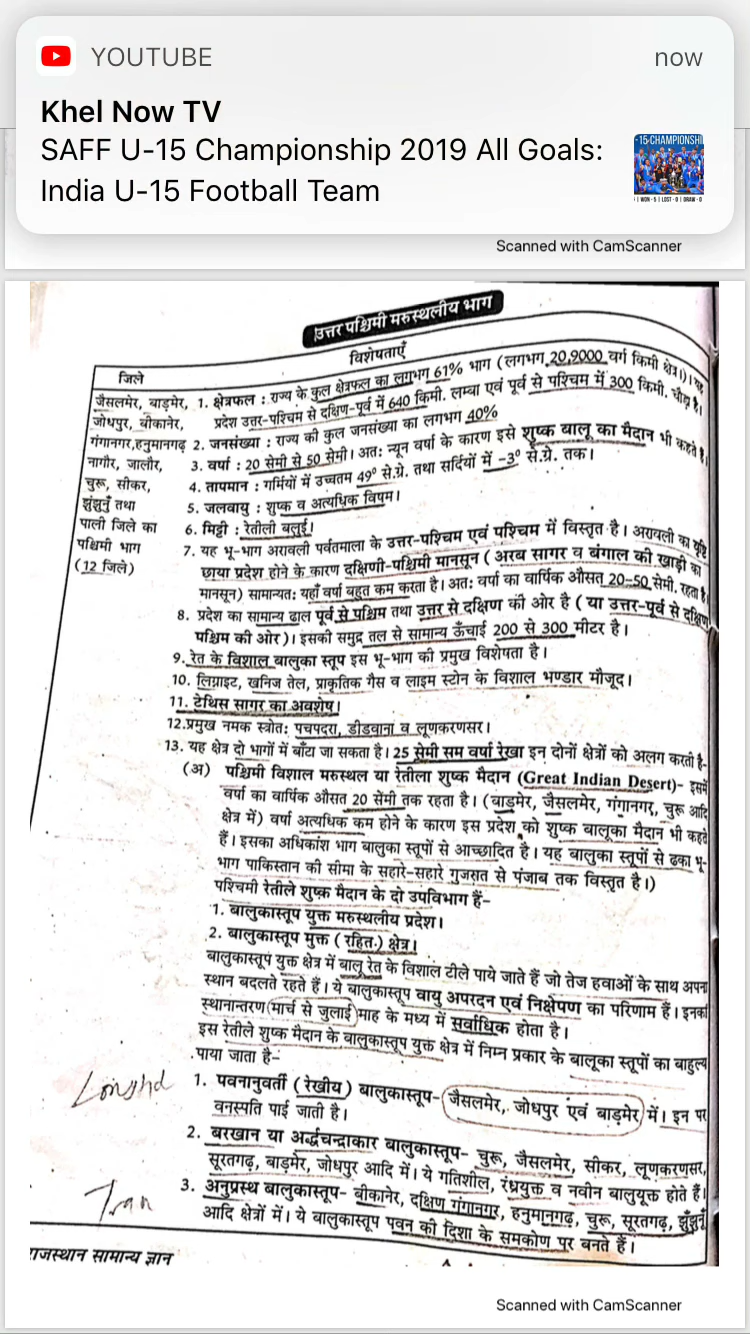 YOUTUBE
now
Khel Now TV
SAFF U-15 Championship 2019 All Goals:
India U-15 Football Team
-15 CHAMPIONSHI
| WON - 5 | LOST - 0 | DRAW - 0
Scanned with CamScanner
उत्तर पश्चिमी मरुस्थलीय भाग
जिले
विशेषताएँ
जैसलमेर, बाड़मेर,
जोधपुर, बीकानेर,
गंगानगर,हनुमानगढ़
नागौर, जालौर,
चुरू, सीकर,
झुंझुनूँ तथा
पाली जिले का
पश्चिमी भाग
(12 जिले)
1. क्षेत्रफल : राज्य के कुल क्षेत्रफल का लगभग 61% भाग (लगभग 20,9000 वर्ग किमी क्षेत्र।)। यह
प्रदेश उत्तर-पश्चिम से दक्षिण-पूर्व में 640 किमी. लम्बा एवं पूर्व से पश्चिम में 300 किमी. चौड़ा है।
2. जनसंख्या : राज्य की कुल जनसंख्या का लगभग 40%
3. वर्षा : 20 सेमी से 50 सेमी। अतः न्यून वर्षा के कारण इसे शुष्क बालू का मैदान भी कहते है।
4. तापमान : गर्मियों में उच्चतम 49° से.ग्रे. तथा सर्दियों में -3° से.ग्रे. तक।
5. जलवायु : शुष्क व अत्यधिक विषम।
6. मिट्टी : रेतीली बलुई।
7. यह भू-भाग अरावली पर्वतमाला के उत्तर-पश्चिम एवं पश्चिम में विस्तृत है। अरावली का वृष्टि
छाया प्रदेश होने के कारण दक्षिणी-पश्चिमी मानसून ( अरब सागर व बंगाल की खाड़ी का
मानसून) सामान्यतः यहाँ वर्षा बहुत कम करता है। अतः वर्षा का वार्षिक औसत 20-50 सेमी. रहता है।
8. प्रदेश का सामान्य ढाल पूर्व से पश्चिम तथा उत्तर से दक्षिण की ओर है ( या उत्तर-पूर्व से दक्षिण
पश्चिम की ओर )। इसकी समुद्र तल से सामान्य ऊँचाई 200 से 300 मीटर है।
9. रेत के विशाल बालुका स्तूप इस भू-भाग की प्रमुख विशेषता है।
10. लिग्नाइट, खनिज तेल, प्राकृतिक गैस व लाइम स्टोन के विशाल भण्डार मौजूद।
11. टेथिस सागर का अवशेष।
12.प्रमुख नमक स्त्रोत: पचपदरा, डीडवाना व लूणकरणसर।
13. यह क्षेत्र दो भागों में बाँटा जा सकता है। 25 सेमी सम वर्षा रेखा इन दोनों क्षेत्रों को अलग करती है-
(अ) पश्चिमी विशाल मरुस्थल या रेतीला शुष्क मैदान (Great Indian Desert)- इसमें
वर्षा का वार्षिक औसत 20 सेंमी तक रहता है। (बाड़मेर, जैसलमेर, गंगानगर, चुरू आदि
क्षेत्र में) वर्षा अत्यधिक कम होने के कारण इस प्रदेश को शुष्क बालूका मैदान भी कहते
हैं। इसका अधिकांश भाग बालुका स्तूपों से आच्छादित है। यह बालुका स्तूपों से ढका भू-
भाग पाकिस्तान की सीमा के सहारे-सहारे गुजरात से पंजाब तक विस्तृत है।)
पश्चिमी रेतीले शुष्क मैदान के दो उपविभाग हैं-
1. बालुकास्तूप युक्त मरुस्थलीय प्रदेश।
2. बालुकास्तूप मुक्त ( रहित ) क्षेत्र।
बालुकास्तूप युक्त क्षेत्र में बालू रेत के विशाल टीले पाये जाते हैं जो तेज हवाओं के साथ अपना
स्थान बदलते रहते हैं। ये बालुकास्तूप वायु अपरदन एवं निक्षेपण का परिणाम हैं। इनका
स्थानान्तरण (मार्च से जुलाई) माह के मध्य में सर्वाधिक होता है।
इस रेतीले शुष्क मैदान के बालुकास्तूप युक्त क्षेत्र में निम्न प्रकार के बालूका स्तूपों का बाहुल्य
पाया जाता है-
1. पवनानुवर्ती ( रेखीय ) बालुकास्तूप- जैसलमेर, जोधपुर एवं बाड़मेर में। इन पर
वनस्पति पाई जाती है।
2. बरखान या अर्द्धचन्द्राकार बालुकास्तूप- चुरू, जैसलमेर, सीकर, लूणकरणसर,
सूरतगढ़, बाड़मेर, जोधपुर आदि में। ये गतिशील, रंध्रयुक्त व नवीन बालुयुक्त होते हैं।
3. अनुप्रस्थ बालुकास्तूप- बीकानेर, दक्षिण गंगानगर, हनुमानगढ़, चुरू, सूरतगढ़, झुँझुनूँ
आदि क्षेत्रों में। ये बालुकास्तूप पवन की दिशा के समकोण पर बनते हैं।
राजस्थान सामान्य ज्ञान
Scanned with CamScanner